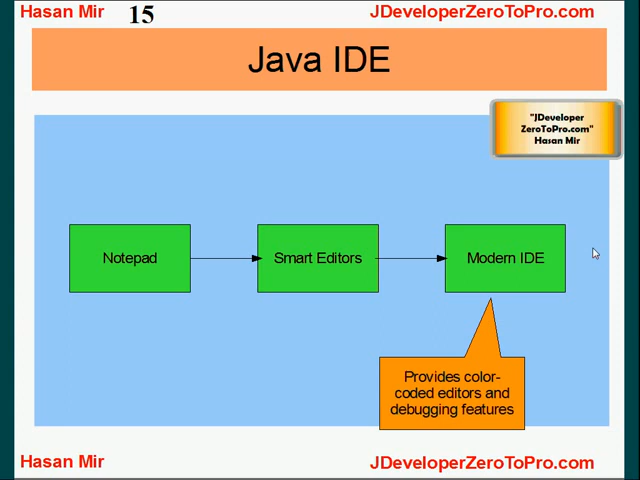 Hasan Mir 15 JDeveloperZeroToPro.com
Java IDE
"JDeveloper
ZeroToPro.com"
Hasan Mir
Notepad
Smart Editors
Modern IDE
Provides color-
coded editors and
debugging features
Hasan Mir JDeveloperZeroToPro.com